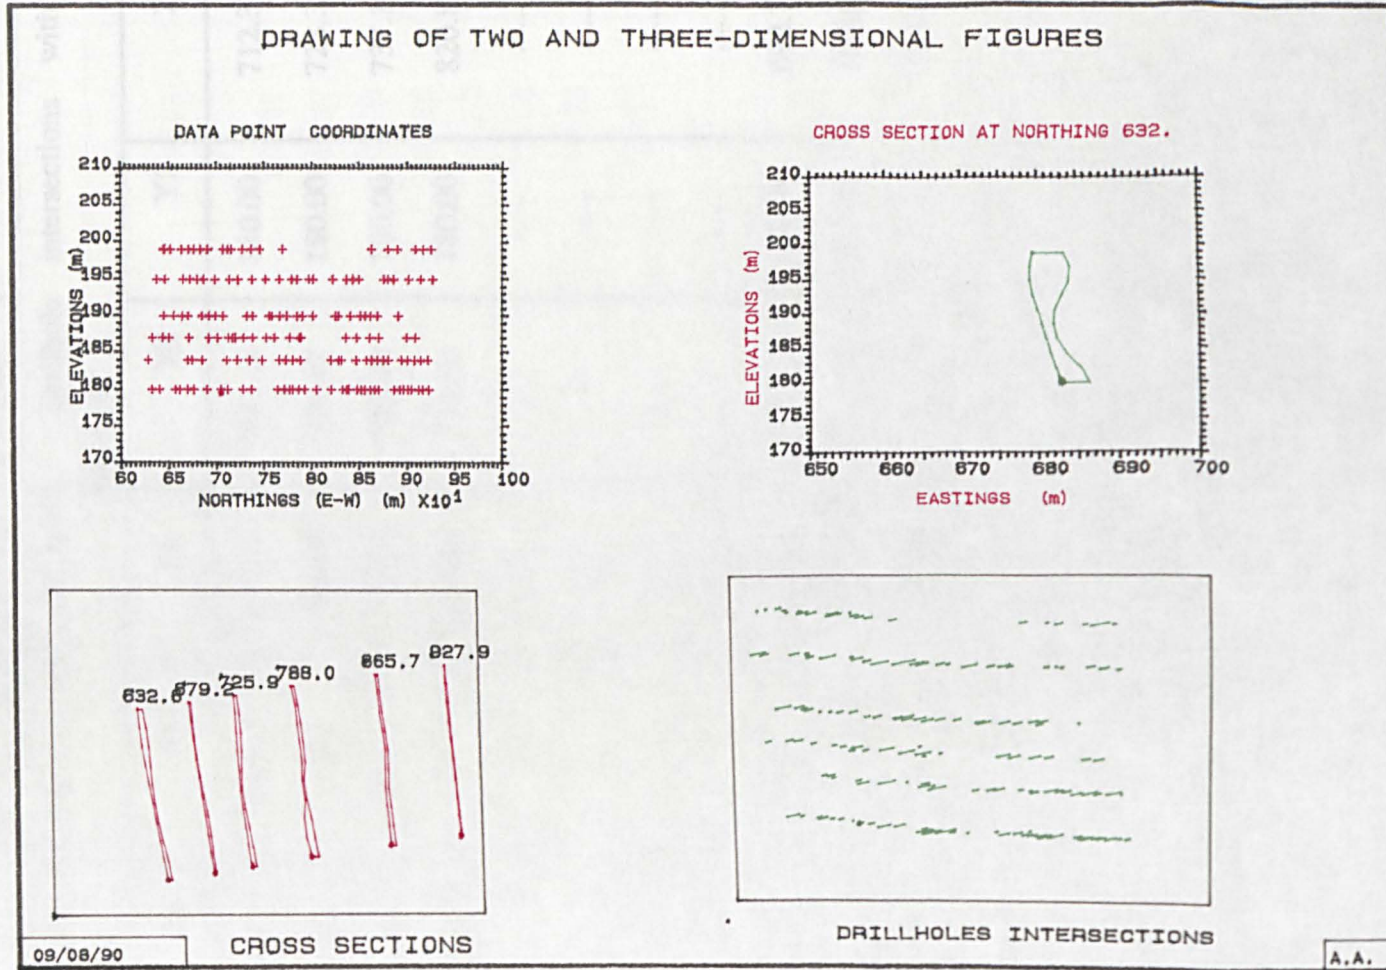 DRAWING OF TWO AND THREE-DIMENSIONAL FIGURES
DATA POINT COORDINATES
210
205
200
195
190
185
180
175
170
ELEVATIONS (m)
60 65 70 75 80 85 90 95 100
NORTHINGS (E-W) (m) X10¹
CROSS SECTION AT NORTHING 632.
210
205
200
195
190
185
180
175
170
ELEVATIONS (m)
650 660 670 680 690 700
EASTINGS (m)
632.6 679.2 725.9 788.0 865.7 927.9
CROSS SECTIONS
DRILLHOLES INTERSECTIONS
09/08/90
A.A.
intersections with